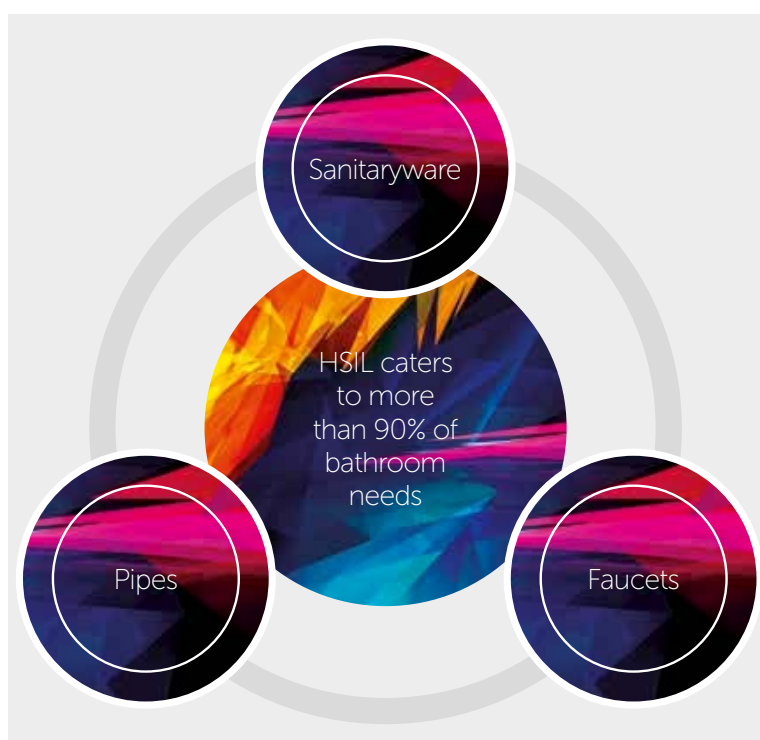 Sanitaryware
HSIL caters
to more
than 90% of
bathroom
needs
Pipes
Faucets